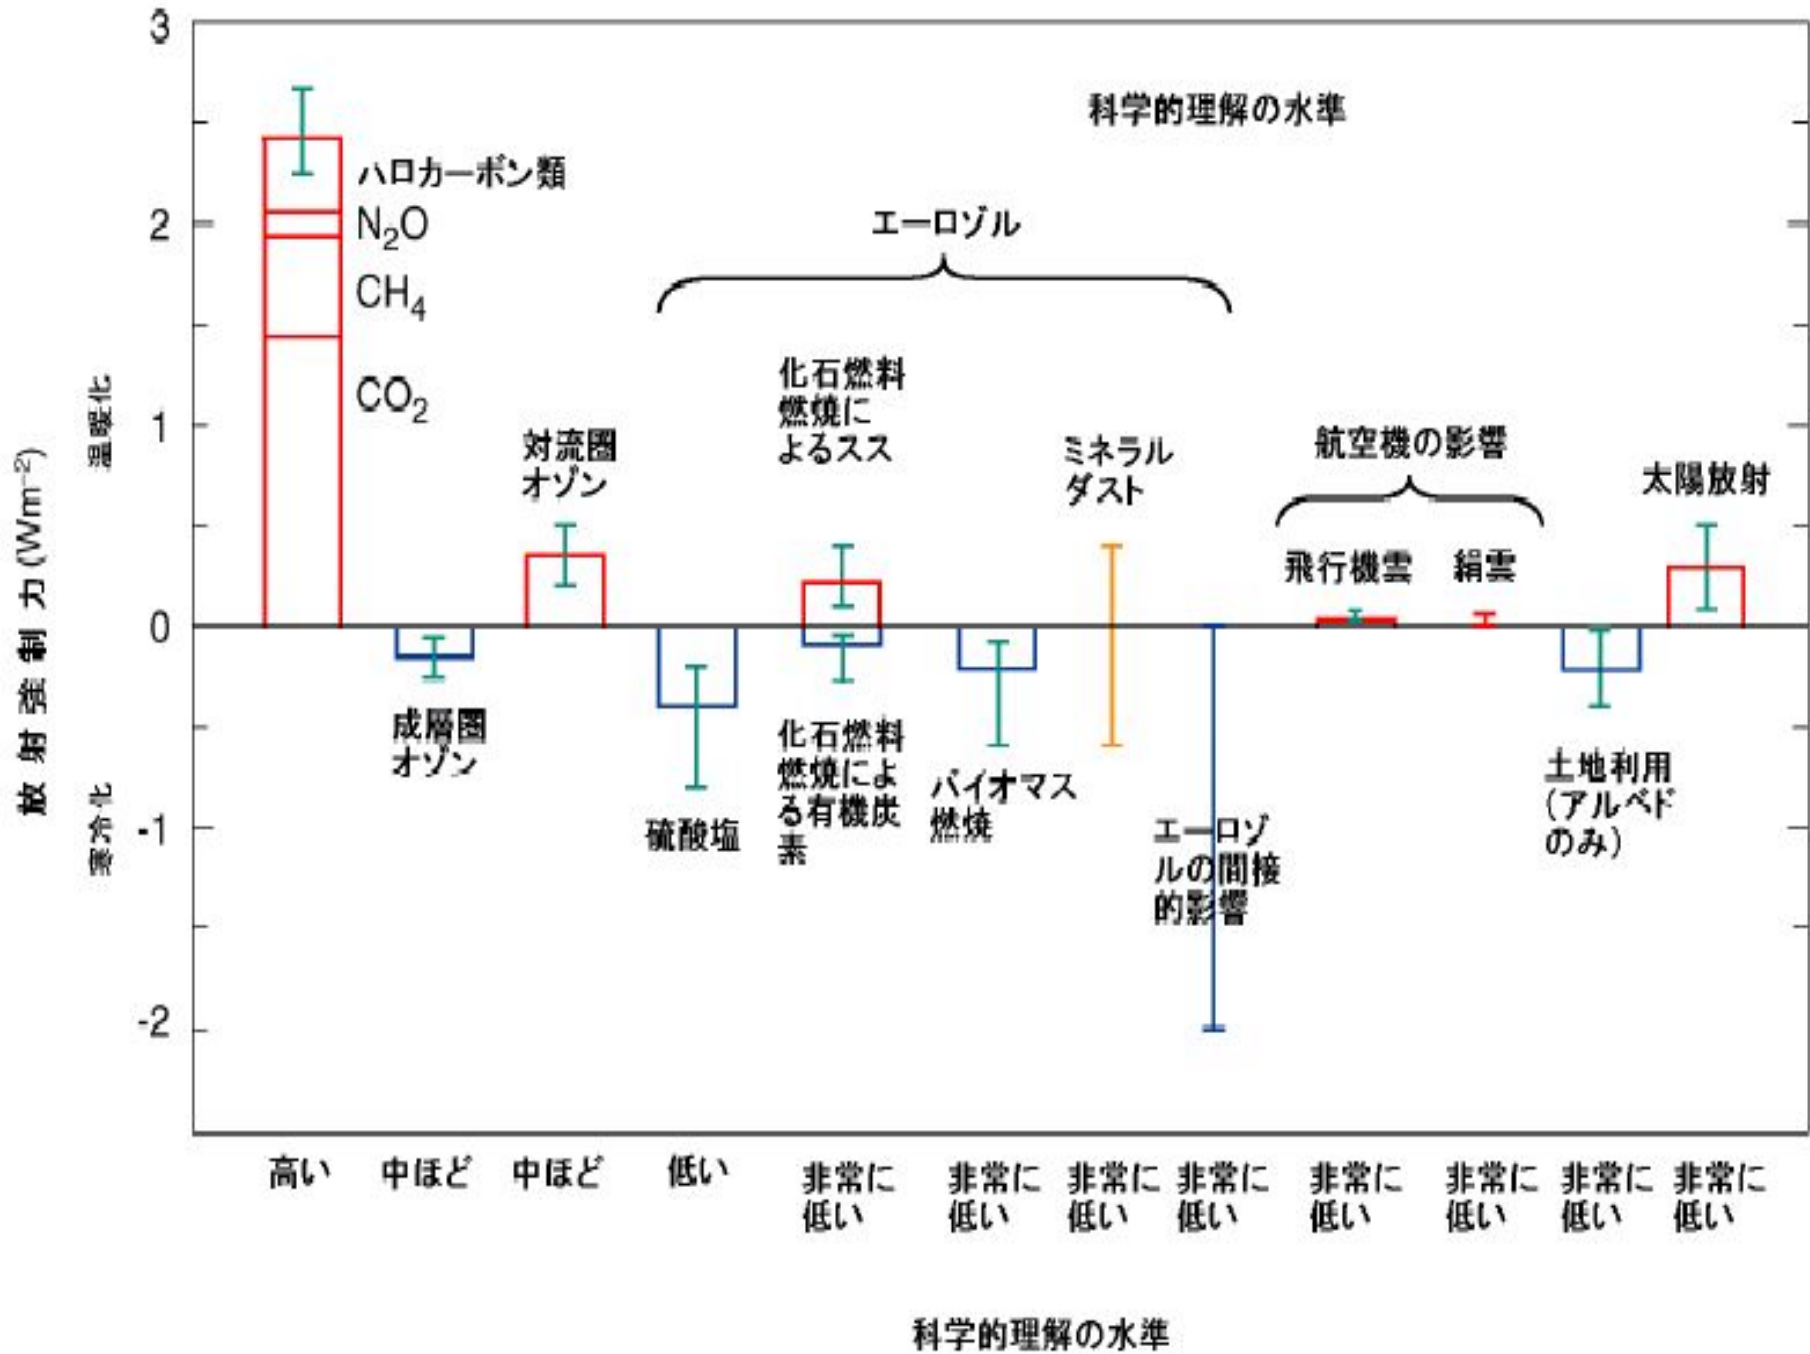 3
2
1
0
-1
-2
放射強制力(Wm⁻²)
温暖化
寒冷化
科学的理解の水準
ハロカーボン類
N₂O
CH₄
CO₂
成層圏
オゾン
対流圏
オゾン
エーロゾル
硫酸塩
化石燃料
燃焼に
よるスス
化石燃料
燃焼によ
る有機炭
素
バイオマス
燃焼
ミネラル
ダスト
エーロゾ
ルの間接
的影響
航空機の影響
飛行機雲
絹雲
土地利用
(アルベド
のみ)
太陽放射
高い
中ほど
中ほど
低い
非常に
低い
非常に
低い
非常に
低い
非常に
低い
非常に
低い
非常に
低い
非常に
低い
非常に
低い
科学的理解の水準